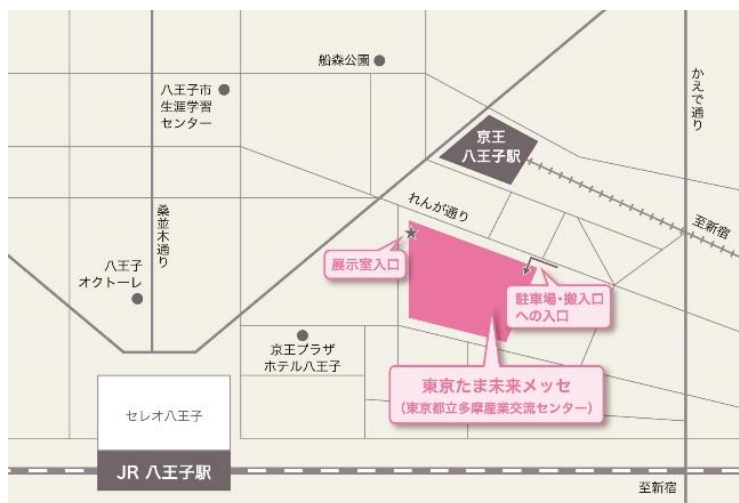 船森公園
八王子市
生涯学習
センター
かえで通り
京王
八王子駅
れんが通り
桑並木通り
至新宿
展示室入口
八王子
オクトーレ
駐車場・搬入口
への入口
京王プラザ
ホテル八王子
東京たま未来メッセ
(東京都立多摩産業交流センター)
セレオ八王子
JR 八王子駅
至新宿